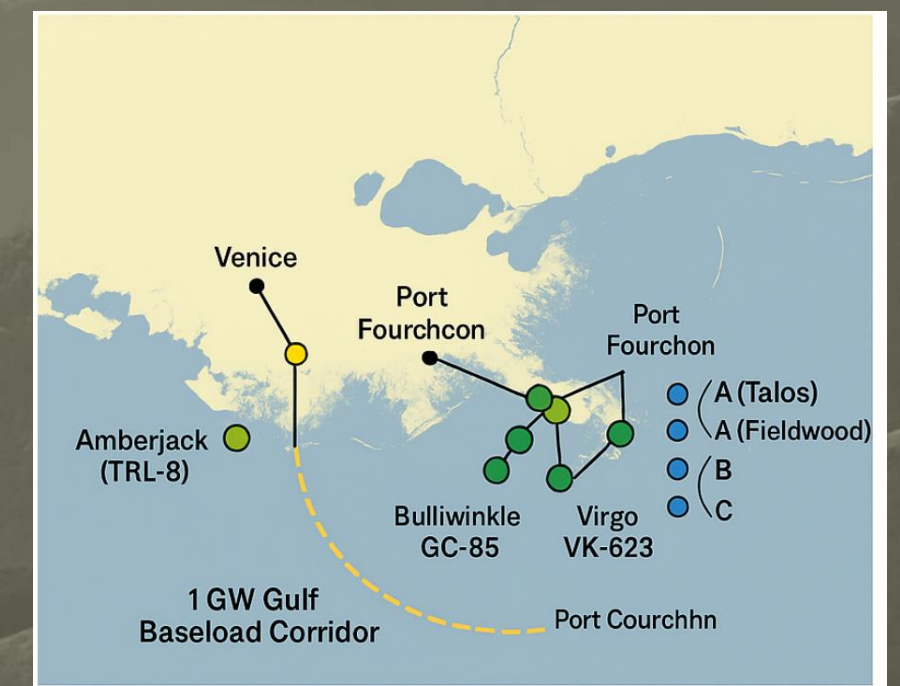 Venice
Port
Fourchcon
Port
Fourchon
A (Talos)
A (Fieldwood)
B
C
Amberjack
(TRL-8)
Bulliwinkle
GC-85
Virgo
VK-623
1 GW Gulf
Baseload Corridor
Port Courchhn